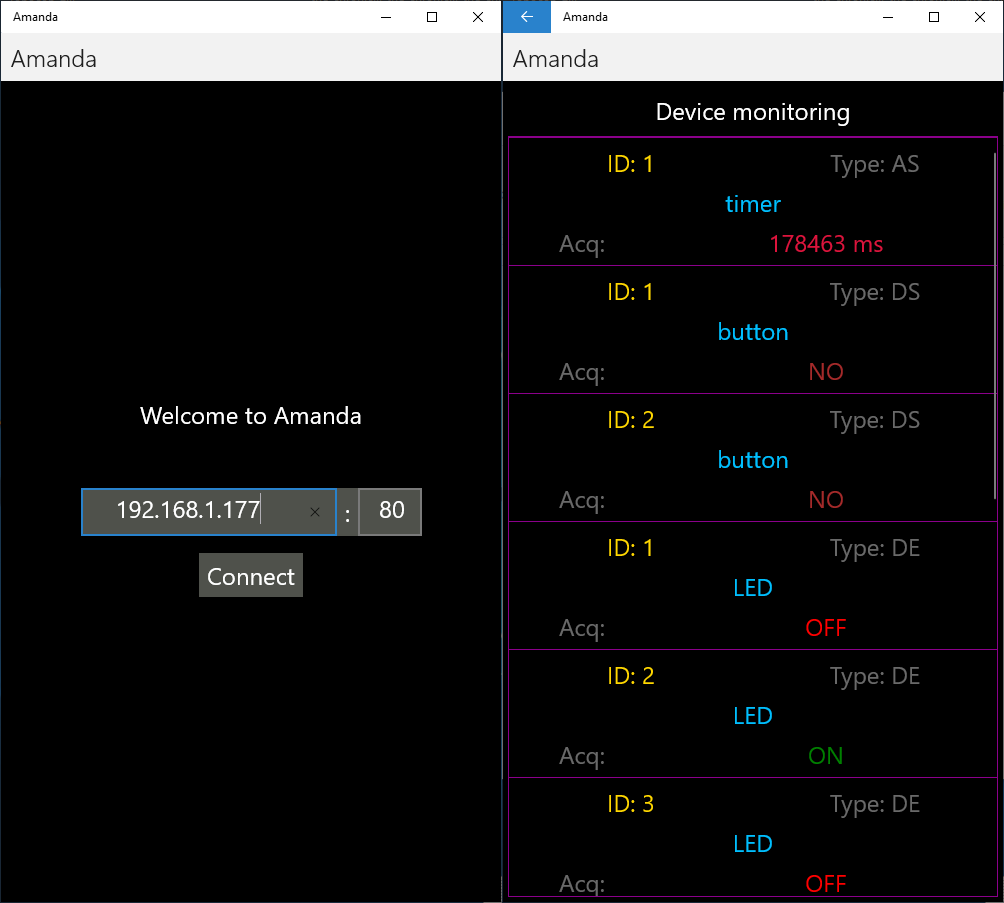 Amanda
Amanda
Welcome to Amanda
192.168.1.177 : 80
Connect
Amanda
Amanda
Device monitoring
ID: 1 Type: AS
timer
Acq: 178463 ms
ID: 1 Type: DS
button
Acq: NO
ID: 2 Type: DS
button
Acq: NO
ID: 1 Type: DE
LED
Acq: OFF
ID: 2 Type: DE
LED
Acq: ON
ID: 3 Type: DE
LED
Acq: OFF